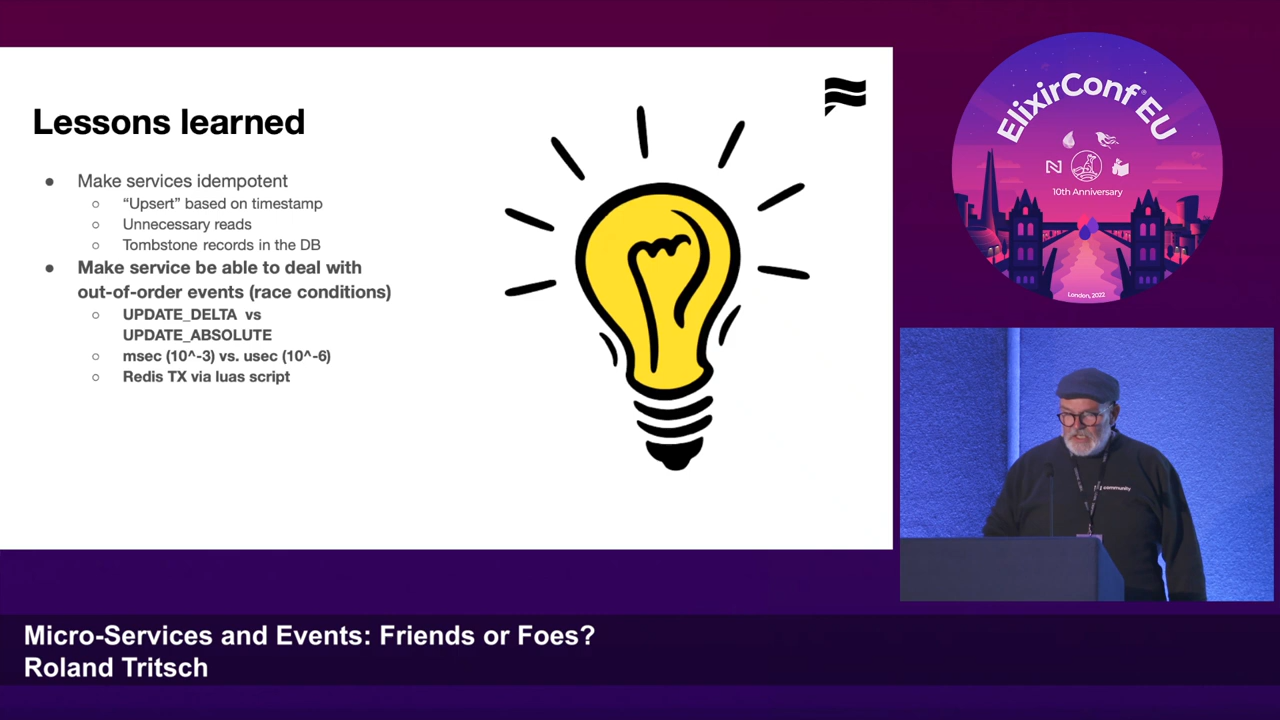 Lessons learned
● Make services idempotent
○ “Upsert” based on timestamp
○ Unnecessary reads
○ Tombstone records in the DB
● Make service be able to deal with
out-of-order events (race conditions)
○ UPDATE_DELTA vs
UPDATE_ABSOLUTE
○ msec (10^-3) vs. usec (10^-6)
○ Redis TX via luas script
ElixirConf® EU
10th Anniversary
London, 2022
community
Micro-Services and Events: Friends or Foes?
Roland Tritsch